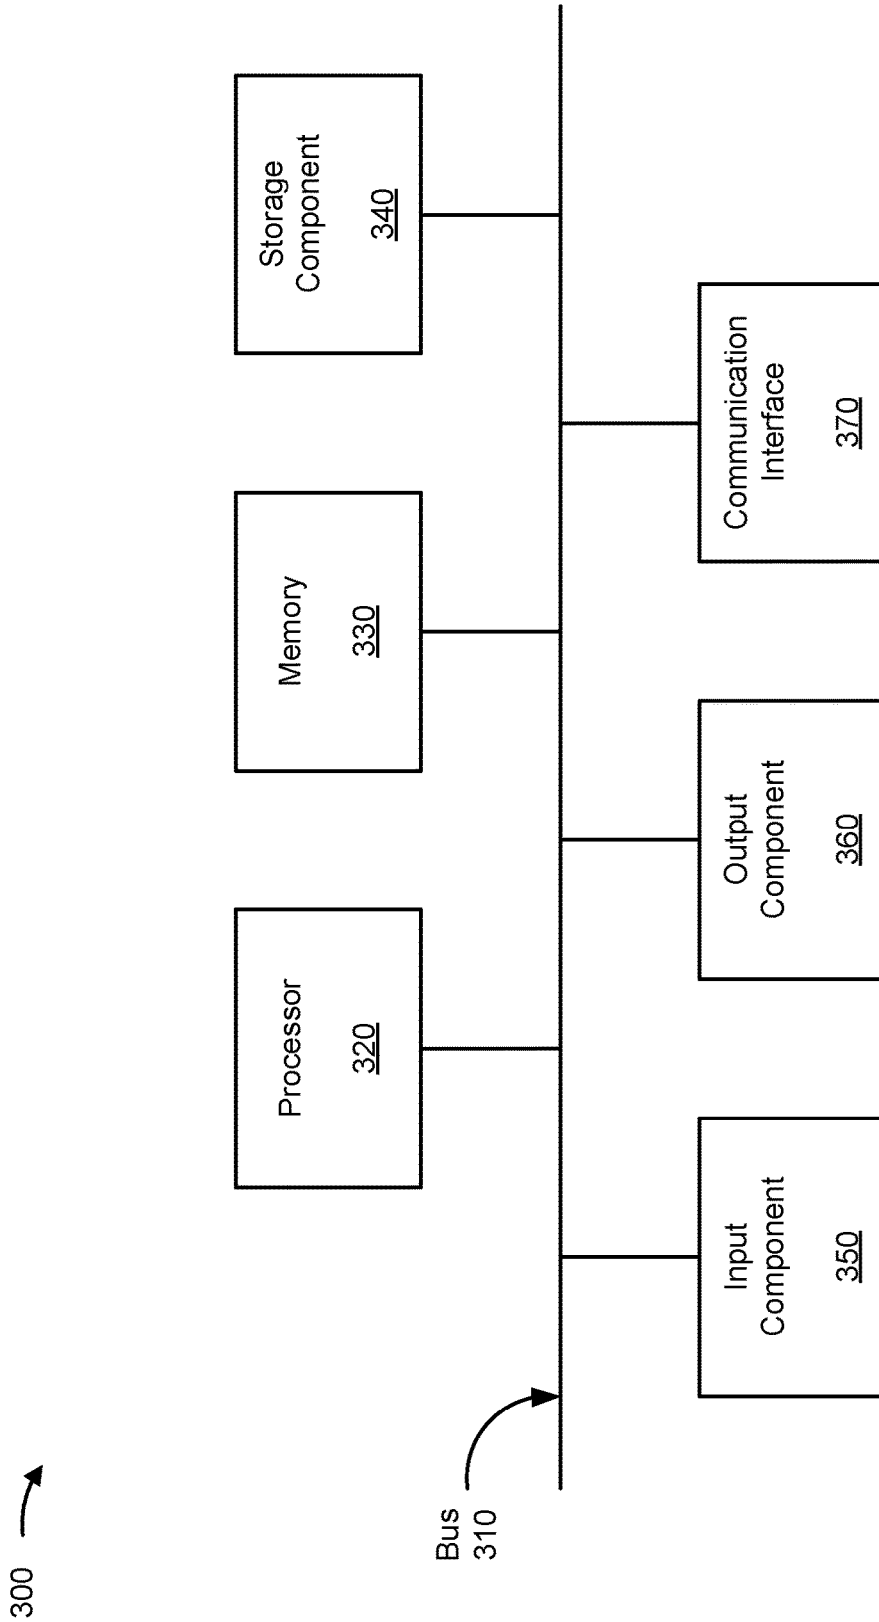 300
Bus
310
Processor
320
Memory
330
Storage
Component
340
Input
Component
350
Output
Component
360
Communication
Interface
370